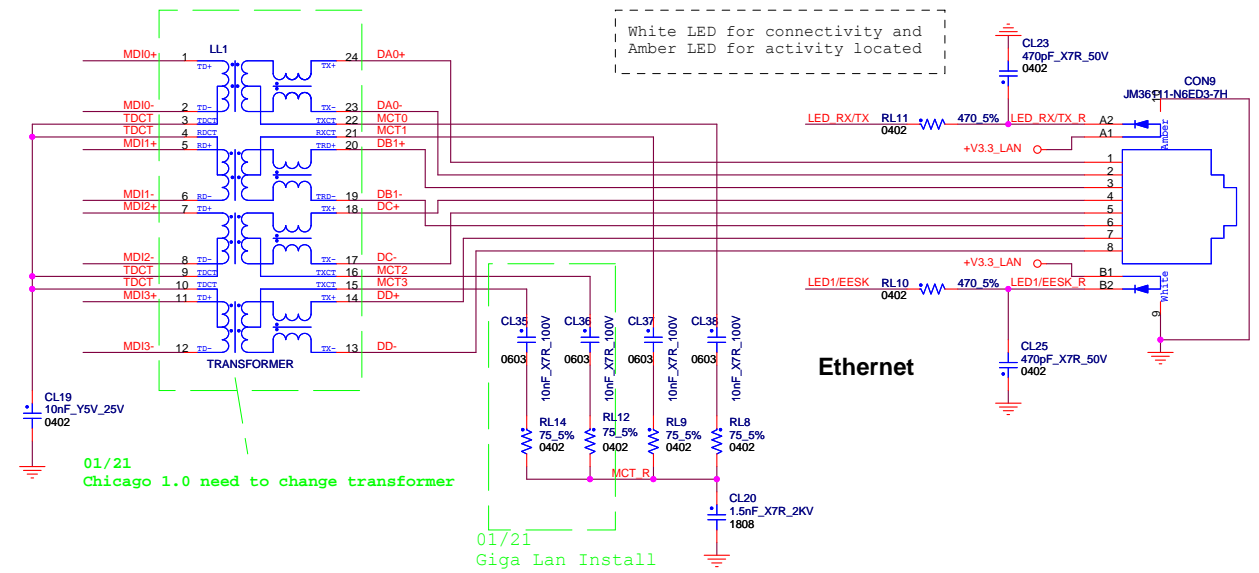 White LED for connectivity and
Amber LED for activity located
LL1
TRANSFORMER
MDI0+ 1 TD+ TX+ 24 DA0+
MDI0- 2 TD- TX- 23 DA0-
TDCT 3 TDCT TXCT 22 MCT0
TDCT 4 RDCT RXCT 21 MCT1
MDI1+ 5 RD+ TRD+ 20 DB1+
MDI1- 6 RD- TRD- 19 DB1-
MDI2+ 7 TD+ TX+ 18 DC+
MDI2- 8 TD- TX- 17 DC-
TDCT 9 TDCT TXCT 16 MCT2
TDCT 10 TDCT TXCT 15 MCT3
MDI3+ 11 TD+ TX+ 14 DD+
MDI3- 12 TD- TX- 13 DD-
CL19
10nF_Y5V_25V
0402
01/21
Chicago 1.0 need to change transformer
CL35
0603
10nF_X7R_100V
CL36
0603
10nF_X7R_100V
CL37
0603
10nF_X7R_100V
CL38
0603
10nF_X7R_100V
RL14
75_5%
0402
RL12
75_5%
0402
RL9
75_5%
0402
RL8
75_5%
0402
MCT_R
CL20
1.5nF_X7R_2KV
1808
01/21
Giga Lan Install
CL23
470pF_X7R_50V
0402
CON9
JM36111-N6ED3-7H
LED_RX/TX RL11 470_5% LED_RX/TX_R A2
0402
+V3.3_LAN A1
Amber
1
2
3
4
5
6
7
8
+V3.3_LAN B1
LED1/EESK RL10 470_5% LED1/EESK_R B2
0402
White
9
CL25
470pF_X7R_50V
0402
Ethernet